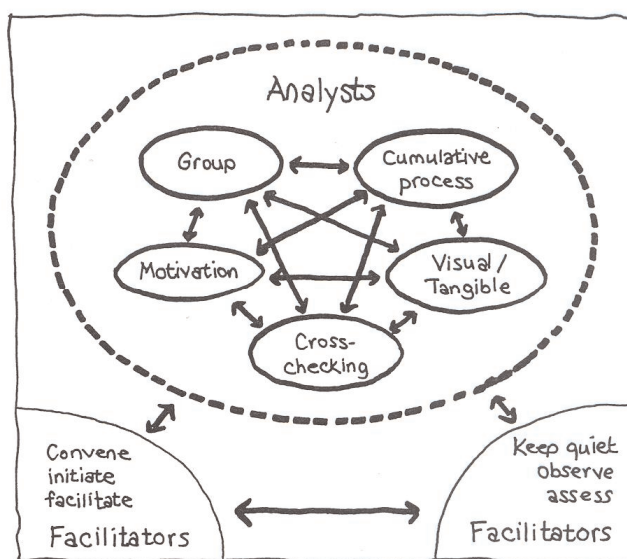 Analysts
Group
Cumulative
process
Motivation
Visual/
Tangible
Cross-
checking
Convene
initiate
facilitate
Facilitators
Keep quiet
observe
assess
Facilitators